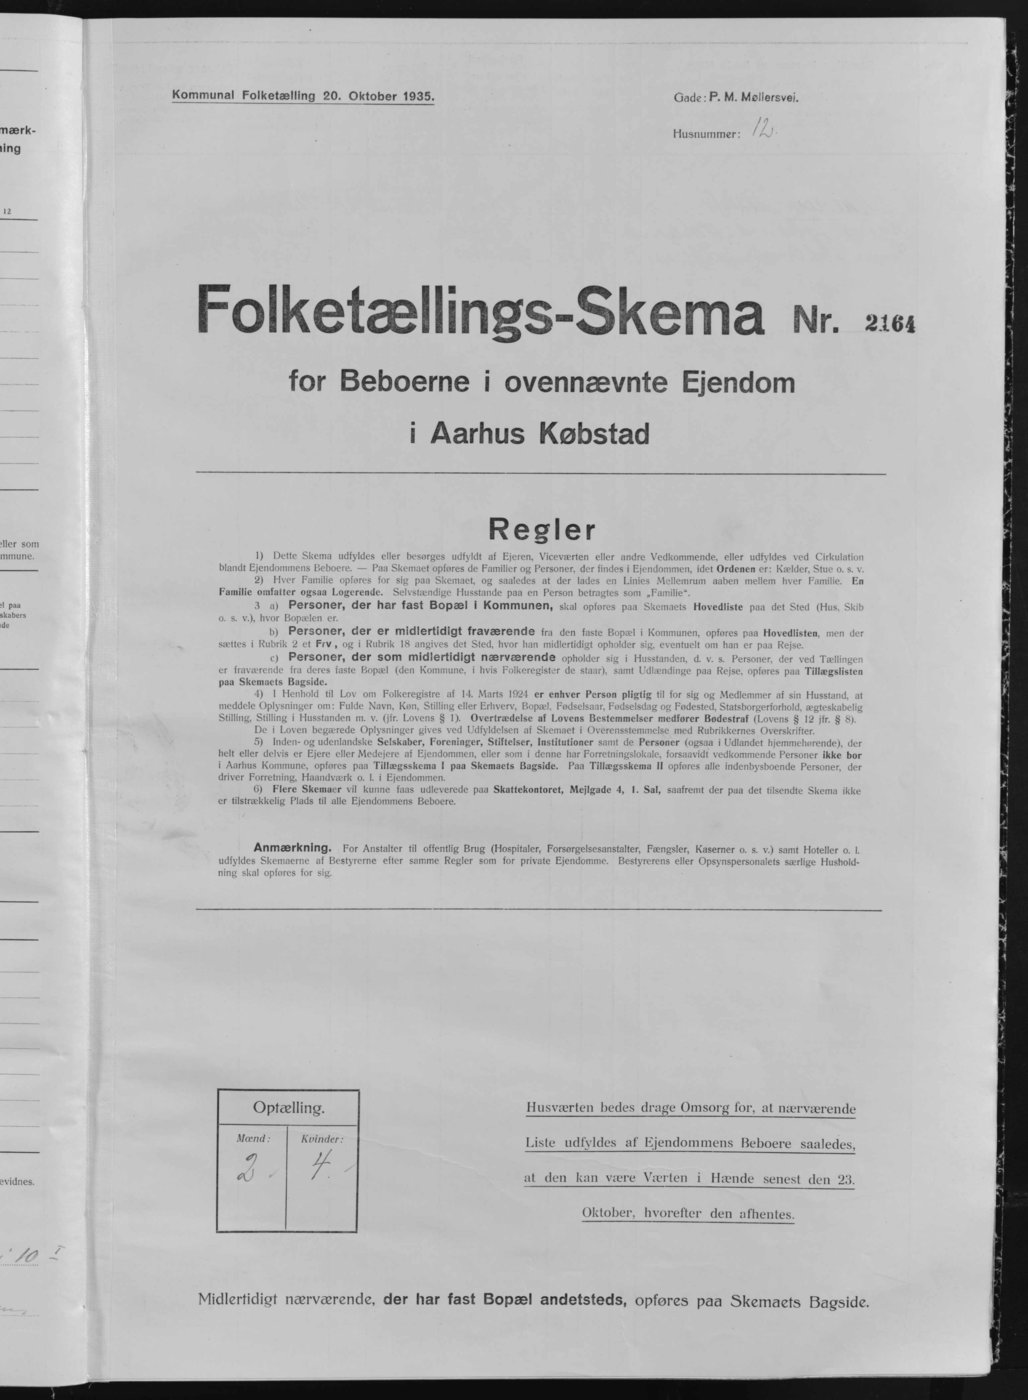 Kommunal Folketælling 20. Oktober 1935.
Gade: P. M. Møllersvei.
Husnummer: 12.
mærk-
ning
12
Folketællings-Skema Nr. 2164
for Beboerne i ovennævnte Ejendom
i Aarhus Købstad
Regler
1) Dette Skema udfyldes eller besørges udfyldt af Ejeren, Viceværten eller andre Vedkommende, eller udfyldes ved Cirkulation
blandt Ejendommens Beboere. — Paa Skemaet opføres de Familier og Personer, der findes i Ejendommen, idet Ordenen er: Kælder, Stue o. s. v.
2) Hver Familie opføres for sig paa Skemaet, og saaledes at der lades en Linies Mellemrum aaben mellem hver Familie. En
Familie omfatter ogsaa Logerende. Selvstændige Husstande paa en Person betragtes som „Familie“.
3 a) Personer, der har fast Bopæl i Kommunen, skal opføres paa Skemaets Hovedliste paa det Sted (Hus, Skib
o. s. v.), hvor Bopælen er.
b) Personer, der er midlertidigt fraværende fra den faste Bopæl i Kommunen, opføres paa Hovedlisten, men der
sættes i Rubrik 2 et Frv, og i Rubrik 18 angives det Sted, hvor han midlertidigt opholder sig, eventuelt om han er paa Rejse.
c) Personer, der som midlertidigt nærværende opholder sig i Husstanden, d. v. s. Personer, der ved Tællingen
er fraværende fra deres faste Bopæl (den Kommune, i hvis Folkeregister de staar), samt Udlændinge paa Rejse, opføres paa Tillægslisten
paa Skemaets Bagside.
4) I Henhold til Lov om Folkeregistre af 14. Marts 1924 er enhver Person pligtig til for sig og Medlemmer af sin Husstand, at
meddele Oplysninger om: Fulde Navn, Køn, Stilling eller Erhverv, Bopæl, Fødselsaar, Fødselsdag og Fødested, Statsborgerforhold, ægteskabelig
Stilling, Stilling i Husstanden m. v. (jfr. Lovens § 1). Overtrædelse af Lovens Bestemmelser medfører Bødestraf (Lovens § 12 jfr. § 8).
De i Loven begærede Oplysninger gives ved Udfyldelsen af Skemaet i Overensstemmelse med Rubrikkernes Overskrifter.
5) Inden- og udenlandske Selskaber, Foreninger, Stiftelser, Institutioner samt de Personer (ogsaa i Udlandet hjemmehørende), der
helt eller delvis er Ejere eller Medejere af Ejendommen, eller som i denne har Forretningslokale, forsaavidt vedkommende Personer ikke bor
i Aarhus Kommune, opføres paa Tillægsskema I paa Skemaets Bagside. Paa Tillægsskema II opføres alle indenbysboende Personer, der
driver Forretning, Haandværk o. l. i Ejendommen.
6) Flere Skemaer vil kunne faas udleverede paa Skattekontoret, Mejlgade 4, 1. Sal, saafremt der paa det tilsendte Skema ikke
er tilstrækkelig Plads til alle Ejendommens Beboere.
Anmærkning. For Anstalter til offentlig Brug (Hospitaler, Forsørgelsesanstalter, Fængsler, Kaserner o. s. v.) samt Hoteller o. l.
udfyldes Skemaerne af Bestyrerne efter samme Regler som for private Ejendomme. Bestyrerens eller Opsynspersonalets særlige Hushold-
ning skal opføres for sig.
eller som
ommune.
el paa
skabers
de
evidnes.
10 I
Optælling.
Mænd: Kvinder:
2 4
Husværten bedes drage Omsorg for, at nærværende
Liste udfyldes af Ejendommens Beboere saaledes,
at den kan være Værten i Hænde senest den 23.
Oktober, hvorefter den afhentes.
Midlertidigt nærværende, der har fast Bopæl andetsteds, opføres paa Skemaets Bagside.